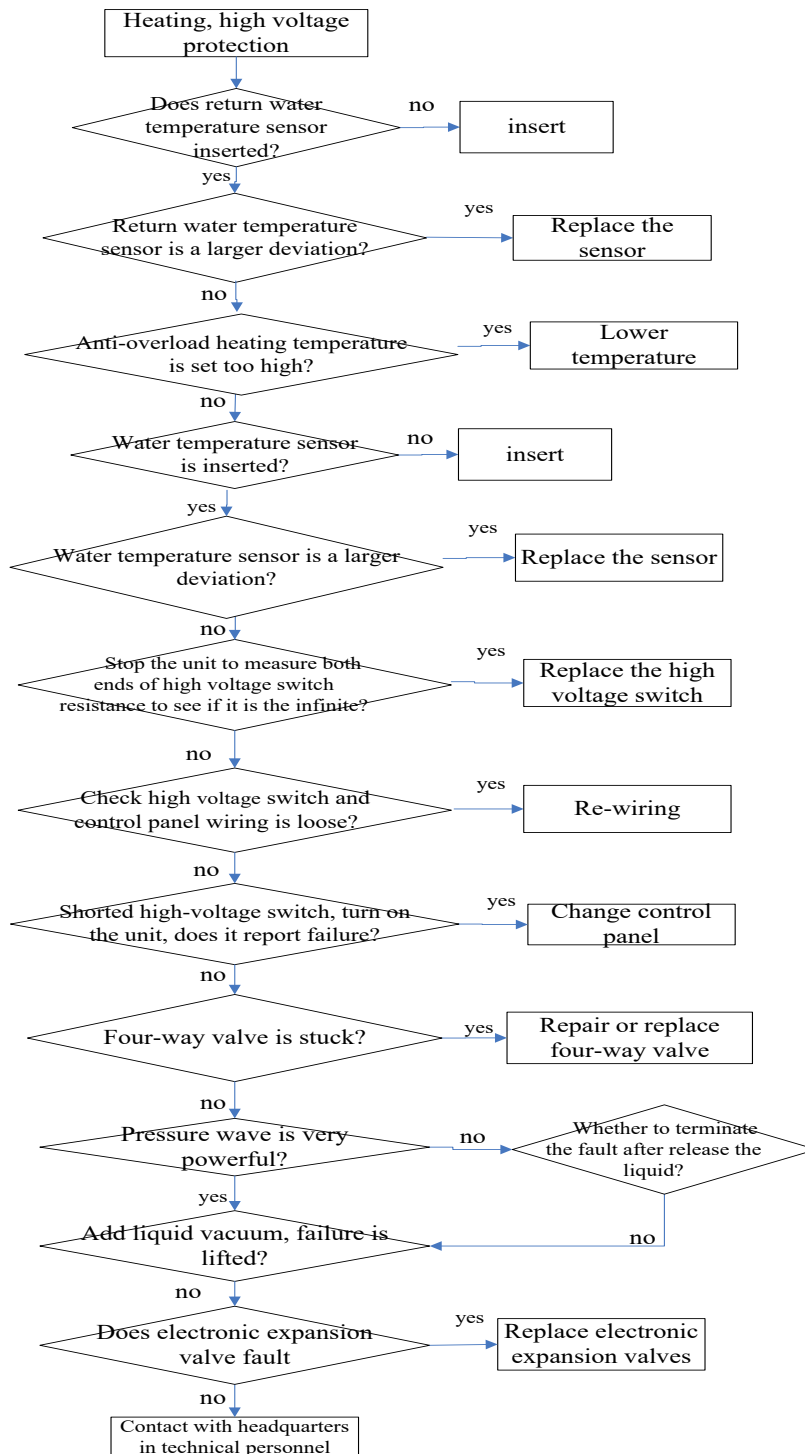 Heating, high voltage
protection
Does return water
temperature sensor
inserted?
no
insert
yes
Return water temperature
sensor is a larger deviation?
yes
Replace the
sensor
no
Anti-overload heating temperature
is set too high?
yes
Lower
temperature
no
Water temperature sensor
is inserted?
no
insert
yes
Water temperature sensor is a larger
deviation?
yes
Replace the sensor
no
Stop the unit to measure both
ends of high voltage switch
resistance to see if it is the infinite?
yes
Replace the high
voltage switch
no
Check high voltage switch and
control panel wiring is loose?
yes
Re-wiring
no
Shorted high-voltage switch, turn on
the unit, does it report failure?
yes
Change control
panel
no
Four-way valve is stuck?
yes
Repair or replace
four-way valve
no
Pressure wave is very
powerful?
no
Whether to terminate
the fault after release the
liquid?
yes
Add liquid vacuum, failure is
lifted?
no
no
Does electronic expansion
valve fault
yes
Replace electronic
expansion valves
no
Contact with headquarters
in technical personnel